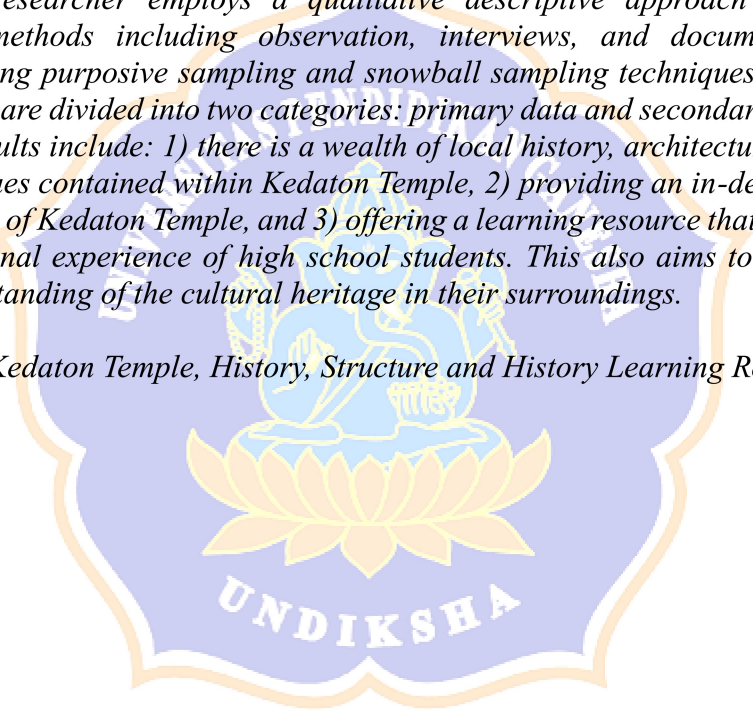 researcher employs a qualitative descriptive approach
methods including observation, interviews, and docum
ng purposive sampling and snowball sampling techniques
are divided into two categories: primary data and secondar
ults include: 1) there is a wealth of local history, architectu
ues contained within Kedaton Temple, 2) providing an in-de
of Kedaton Temple, and 3) offering a learning resource that
nal experience of high school students. This also aims to
tanding of the cultural heritage in their surroundings.
Kedaton Temple, History, Structure and History Learning R
UNIVERSITAS PENDIDIKAN GANESHA
UNDIKSHA